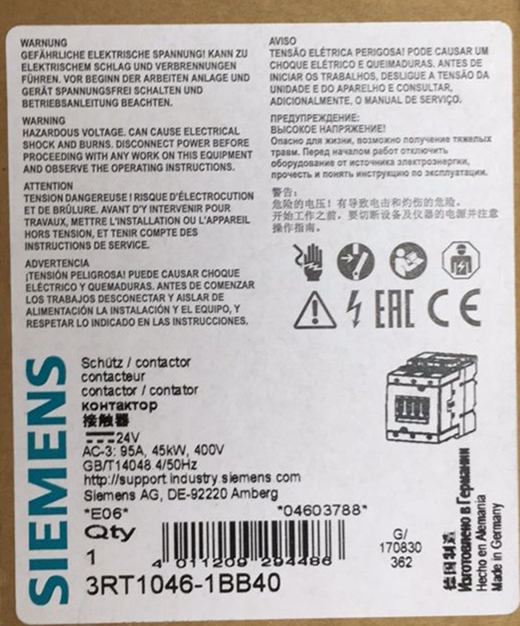 WARNUNG
GEFÄHRLICHE ELEKTRISCHE SPANNUNG! KANN ZU
ELEKTRISCHEM SCHLAG UND VERBRENNUNGEN
FÜHREN. VOR BEGINN DER ARBEITEN ANLAGE UND
GERÄT SPANNUNGSFREI SCHALTEN UND
BETRIEBSANLEITUNG BEACHTEN.
WARNING
HAZARDOUS VOLTAGE. CAN CAUSE ELECTRICAL
SHOCK AND BURNS. DISCONNECT POWER BEFORE
PROCEEDING WITH ANY WORK ON THIS EQUIPMENT
AND OBSERVE THE OPERATING INSTRUCTIONS.
ATTENTION
TENSION DANGEREUSE ! RISQUE D'ÉLECTROCUTION
ET DE BRÛLURE. AVANT D'Y INTERVENIR POUR
TRAVAUX, METTRE L'INSTALLATION OU L'APPAREIL
HORS TENSION, ET TENIR COMPTE DES
INSTRUCTIONS DE SERVICE.
ADVERTENCIA
¡TENSIÓN PELIGROSA! PUEDE CAUSAR CHOQUE
ELÉCTRICO Y QUEMADURAS. ANTES DE COMENZAR
LOS TRABAJOS DESCONECTAR Y AISLAR DE
ALIMENTACIÓN LA INSTALACIÓN Y EL EQUIPO, Y
RESPETAR LO INDICADO EN LAS INSTRUCCIONES.
AVISO
TENSÃO ELÉTRICA PERIGOSA! PODE CAUSAR UM
CHOQUE ELÉTRICO E QUEIMADURAS. ANTES DE
INICIAR OS TRABALHOS, DESLIGUE A TENSÃO DA
UNIDADE E DO APARELHO E CONSULTAR,
ADICIONALMENTE, O MANUAL DE SERVIÇO.
ПРЕДУПРЕЖДЕНИЕ:
ВЫСОКОЕ НАПРЯЖЕНИЕ!
Опасно для жизни, возможно получение тяжелых
травм. Перед началом работ отключить
оборудование от источника электроэнергии,
прочесть и понять инструкцию по эксплуатации.
警告：
危险的电压！有导致电击和灼伤的危险。
开始工作之前，要切断设备及仪器的电源并注意
操作指南。
EAC CE
SIEMENS
Schütz / contactor
contacteur
contactor / contator
контактор
接触器
24V
AC-3: 95A, 45kW, 400V
GB/T14048.4/50Hz
http://support.industry.siemens.com
Siemens AG, DE-92220 Amberg
*E06* *04603788*
Qty
1
4 011209 294486
3RT1046-1BB40
G/
170830
362
德国制造
Изготовлено в Германии
Hecho en Alemania
Made in Germany